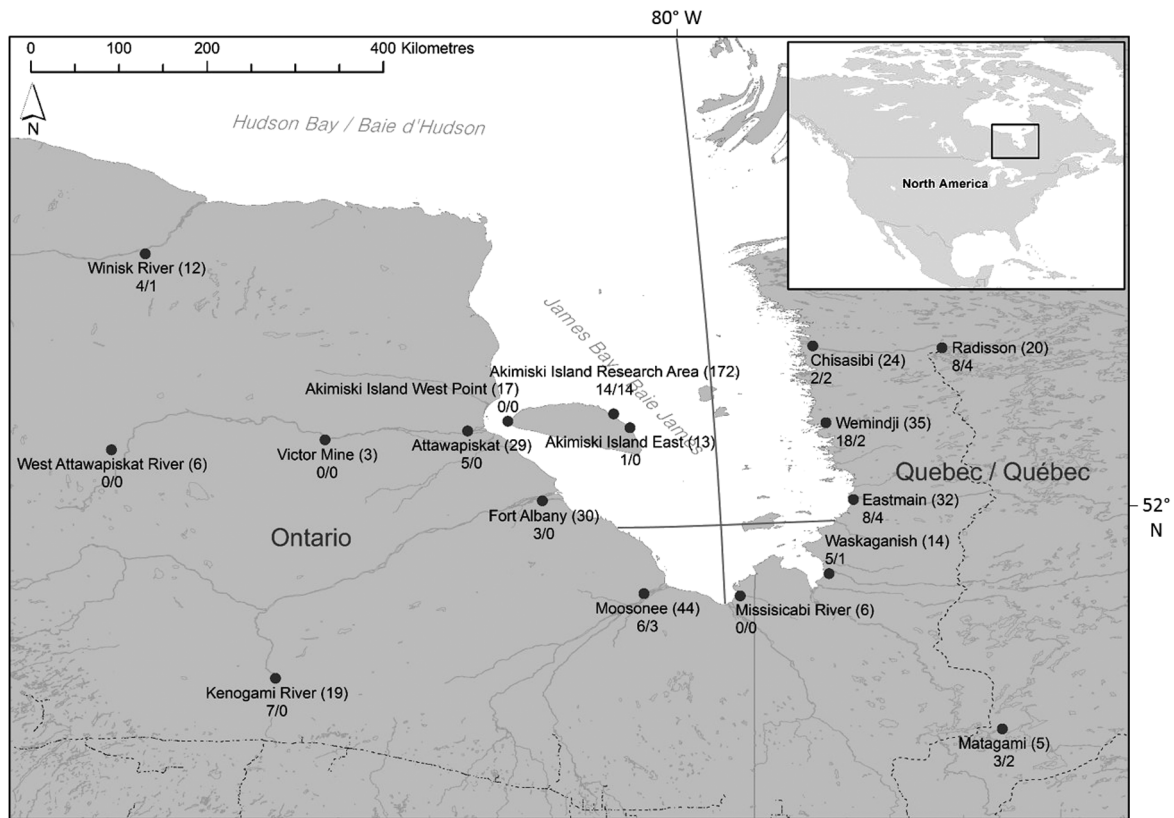 80° W
0 100 200 400 Kilometres
N
Hudson Bay / Baie d'Hudson
North America
Winisk River (12)
4/1
James Bay / Baie James
Chisasibi (24)
2/2
Radisson (20)
8/4
Akimiski Island Research Area (172)
14/14
Akimiski Island West Point (17)
0/0
Akimiski Island East (13)
1/0
Wemindji (35)
18/2
Attawapiskat (29)
5/0
Victor Mine (3)
0/0
West Attawapiskat River (6)
0/0
Quebec / Québec
Eastmain (32)
8/4
52°
N
Fort Albany (30)
3/0
Ontario
Waskaganish (14)
5/1
Moosonee (44)
6/3
Missisicabi River (6)
0/0
Kenogami River (19)
7/0
Matagami (5)
3/2